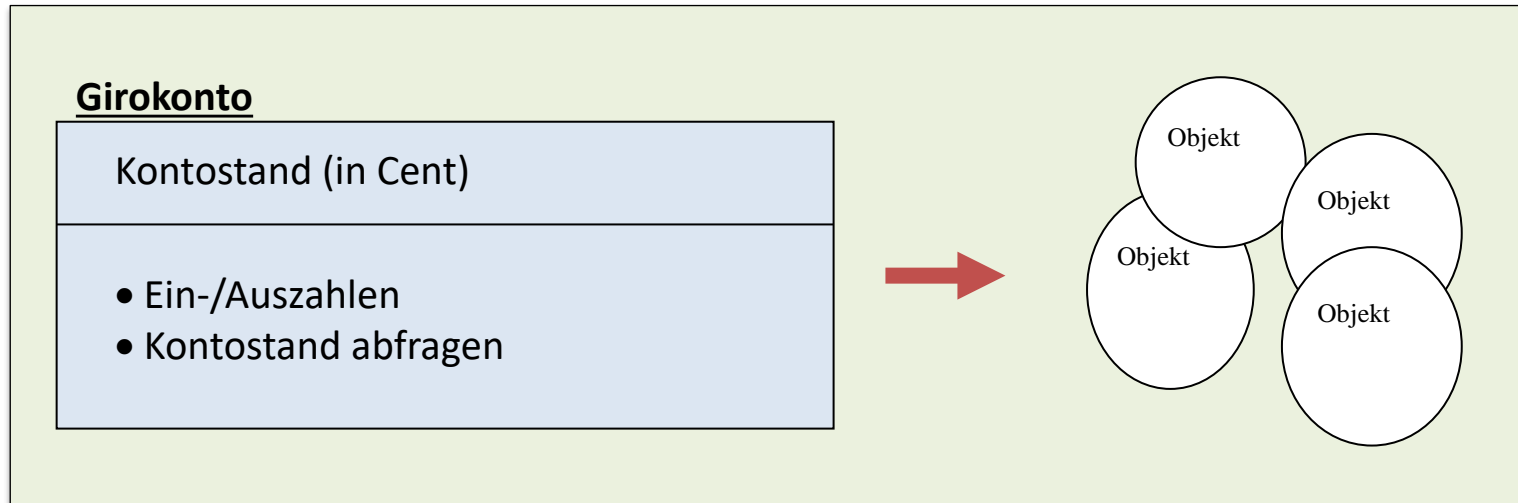 Girokonto
Kontostand (in Cent)
• Ein-/Auszahlen
• Kontostand abfragen
Objekt
Objekt
Objekt
Objekt